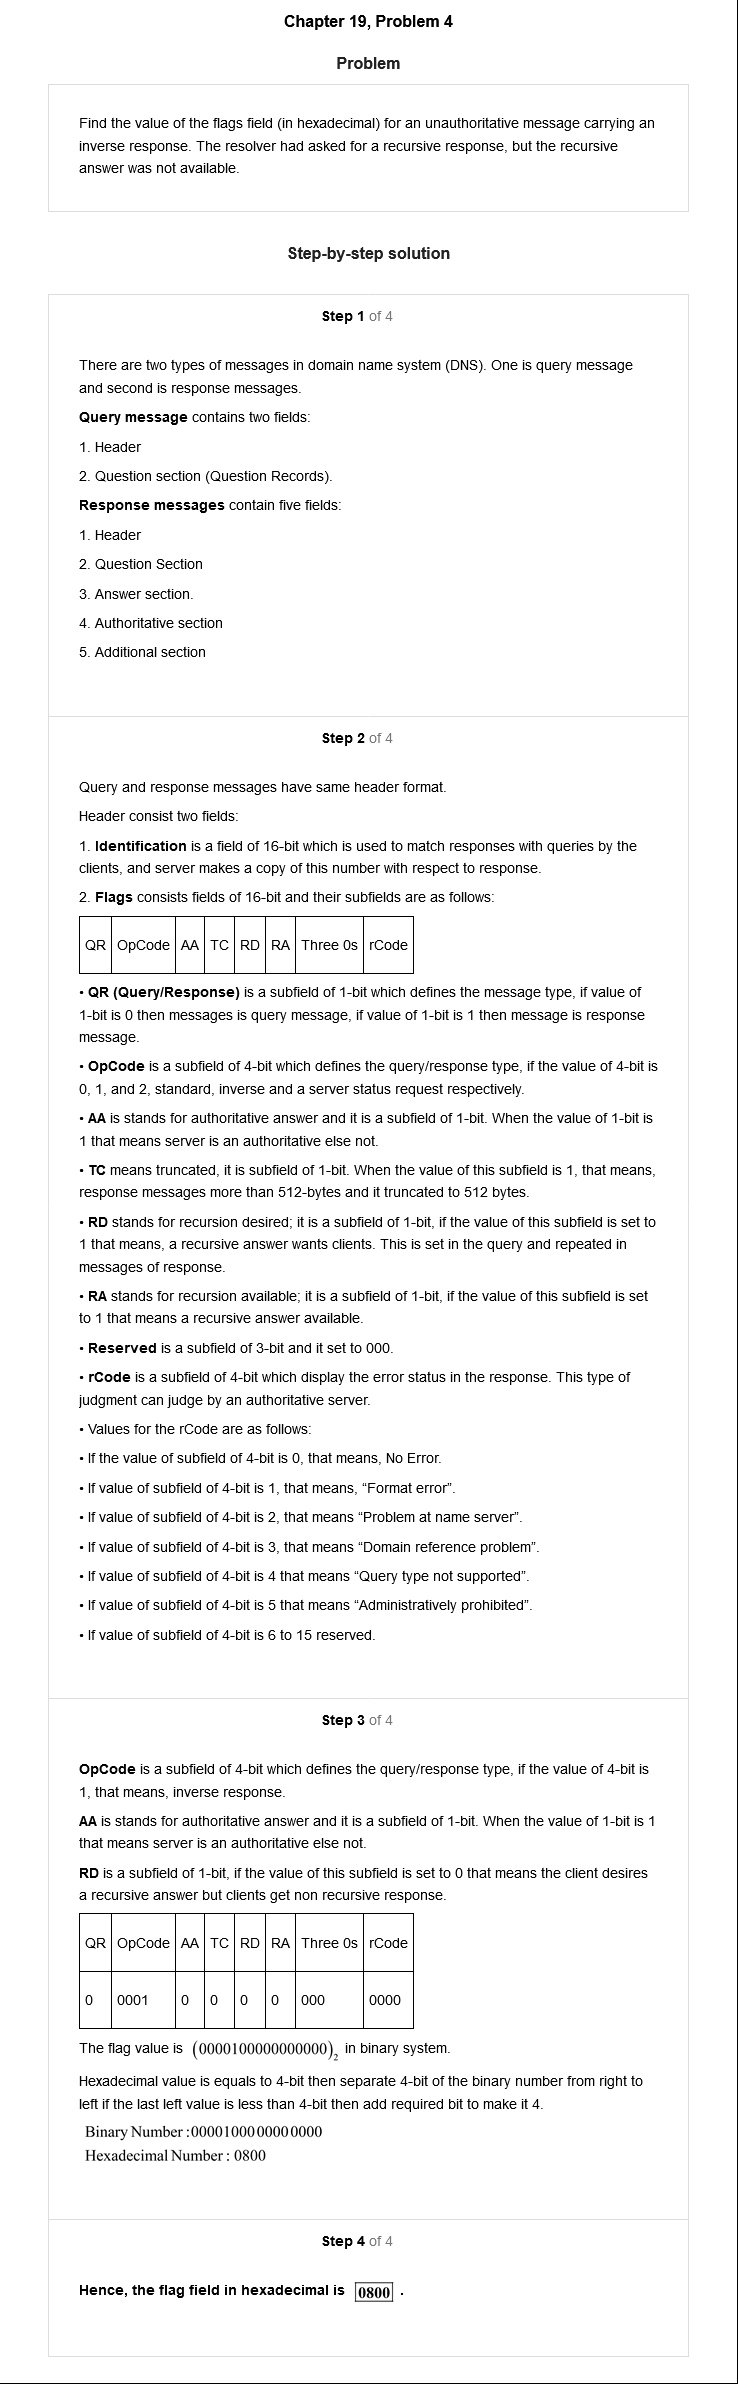 Chapter 19, Problem 4
Problem
Find the value of the flags field (in hexadecimal) for an unauthoritative message carrying an
inverse response. The resolver had asked for a recursive response, but the recursive
answer was not available.
Step-by-step solution
Step 1 of 4
There are two types of messages in domain name system (DNS). One is query message
and second is response messages.
Query message contains two fields:
1. Header
2. Question section (Question Records).
Response messages contain five fields:
1. Header
2. Question Section
3. Answer section.
4. Authoritative section
5. Additional section
Step 2 of 4
Query and response messages have same header format.
Header consist two fields:
1. Identification is a field of 16-bit which is used to match responses with queries by the
clients, and server makes a copy of this number with respect to response.
2. Flags consists fields of 16-bit and their subfields are as follows:
QR OpCode AA TC RD RA Three 0s rCode
• QR (Query/Response) is a subfield of 1-bit which defines the message type, if value of
1-bit is 0 then messages is query message, if value of 1-bit is 1 then message is response
message.
• OpCode is a subfield of 4-bit which defines the query/response type, if the value of 4-bit is
0, 1, and 2, standard, inverse and a server status request respectively.
• AA is stands for authoritative answer and it is a subfield of 1-bit. When the value of 1-bit is
1 that means server is an authoritative else not.
• TC means truncated, it is subfield of 1-bit. When the value of this subfield is 1, that means,
response messages more than 512-bytes and it truncated to 512 bytes.
• RD stands for recursion desired; it is a subfield of 1-bit, if the value of this subfield is set to
1 that means, a recursive answer wants clients. This is set in the query and repeated in
messages of response.
• RA stands for recursion available; it is a subfield of 1-bit, if the value of this subfield is set
to 1 that means a recursive answer available.
• Reserved is a subfield of 3-bit and it set to 000.
• rCode is a subfield of 4-bit which display the error status in the response. This type of
judgment can judge by an authoritative server.
• Values for the rCode are as follows:
• If the value of subfield of 4-bit is 0, that means, No Error.
• If value of subfield of 4-bit is 1, that means, “Format error”.
• If value of subfield of 4-bit is 2, that means “Problem at name server”.
• If value of subfield of 4-bit is 3, that means “Domain reference problem”.
• If value of subfield of 4-bit is 4 that means “Query type not supported”.
• If value of subfield of 4-bit is 5 that means “Administratively prohibited”.
• If value of subfield of 4-bit is 6 to 15 reserved.
Step 3 of 4
OpCode is a subfield of 4-bit which defines the query/response type, if the value of 4-bit is
1, that means, inverse response.
AA is stands for authoritative answer and it is a subfield of 1-bit. When the value of 1-bit is 1
that means server is an authoritative else not.
RD is a subfield of 1-bit, if the value of this subfield is set to 0 that means the client desires
a recursive answer but clients get non recursive response.
QR OpCode AA TC RD RA Three 0s rCode
0 0001 0 0 0 0 000 0000
The flag value is (0000100000000000)₂ in binary system.
Hexadecimal value is equals to 4-bit then separate 4-bit of the binary number from right to
left if the last left value is less than 4-bit then add required bit to make it 4.
Binary Number :0000100000000000
Hexadecimal Number : 0800
Step 4 of 4
Hence, the flag field in hexadecimal is 0800 .